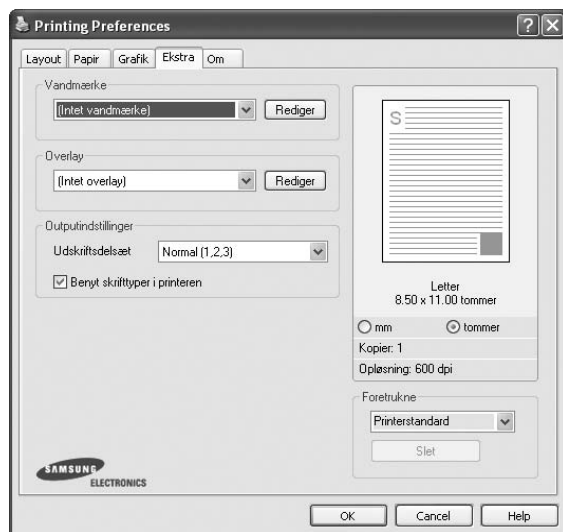 Printing Preferences
Layout Papir Grafik Ekstra Om
Vandmærke
(Intet vandmærke) Rediger
Overlay
(Intet overlay) Rediger
Outputindstillinger
Udskriftsdelsæt Normal (1,2,3)
Benyt skrifttyper i printeren
S
Letter
8.50 x 11.00 tommer
mm tommer
Kopier: 1
Opløsning: 600 dpi
Foretrukne
Printerstandard
Slet
SAMSUNG
ELECTRONICS
OK Cancel Help